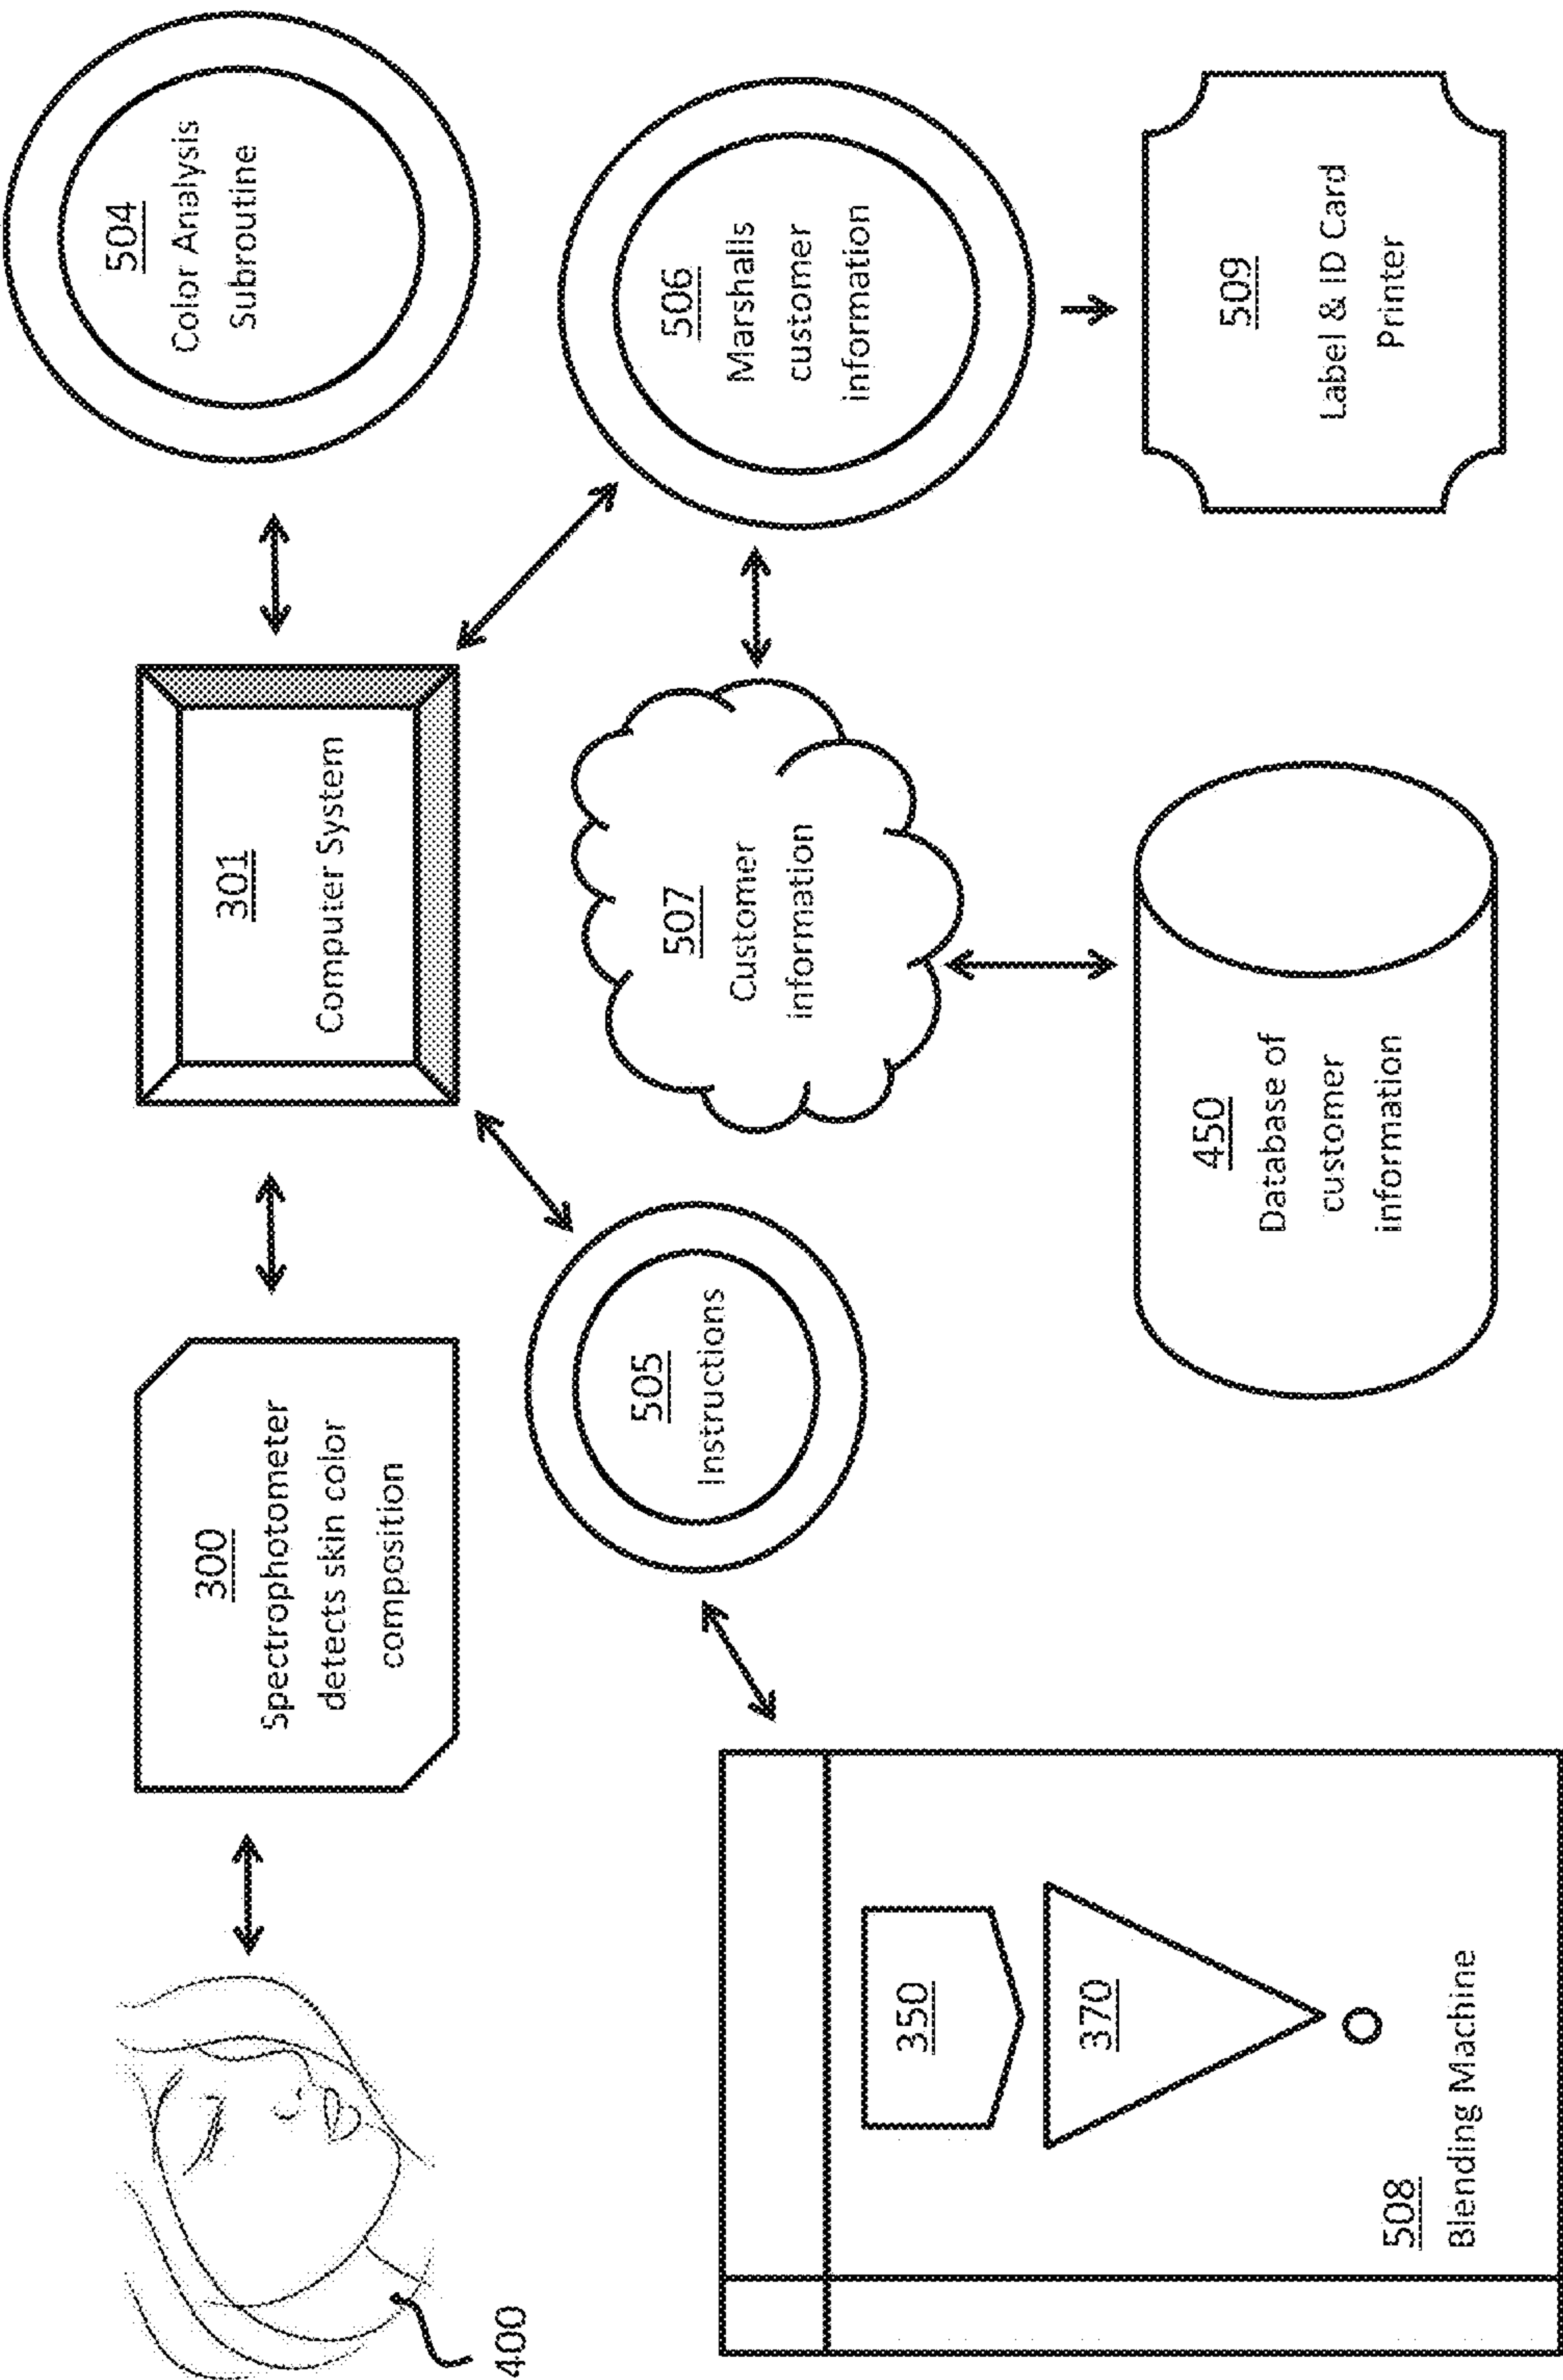 400
300
Spectrophotometer
detects skin color
composition
301
Computer System
504
Color Analysis
Subroutine
505
Instructions
507
Customer
information
506
Marshalls
customer
information
508
Blending Machine
350
370
450
Database of
customer
information
509
Label & ID Card
Printer